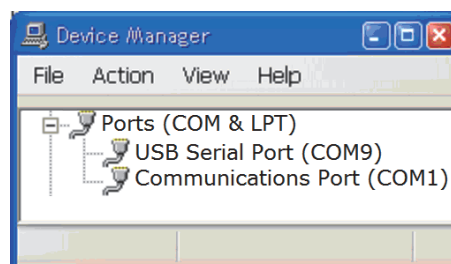 Device Manager
File Action View Help
Ports (COM & LPT)
USB Serial Port (COM9)
Communications Port (COM1)